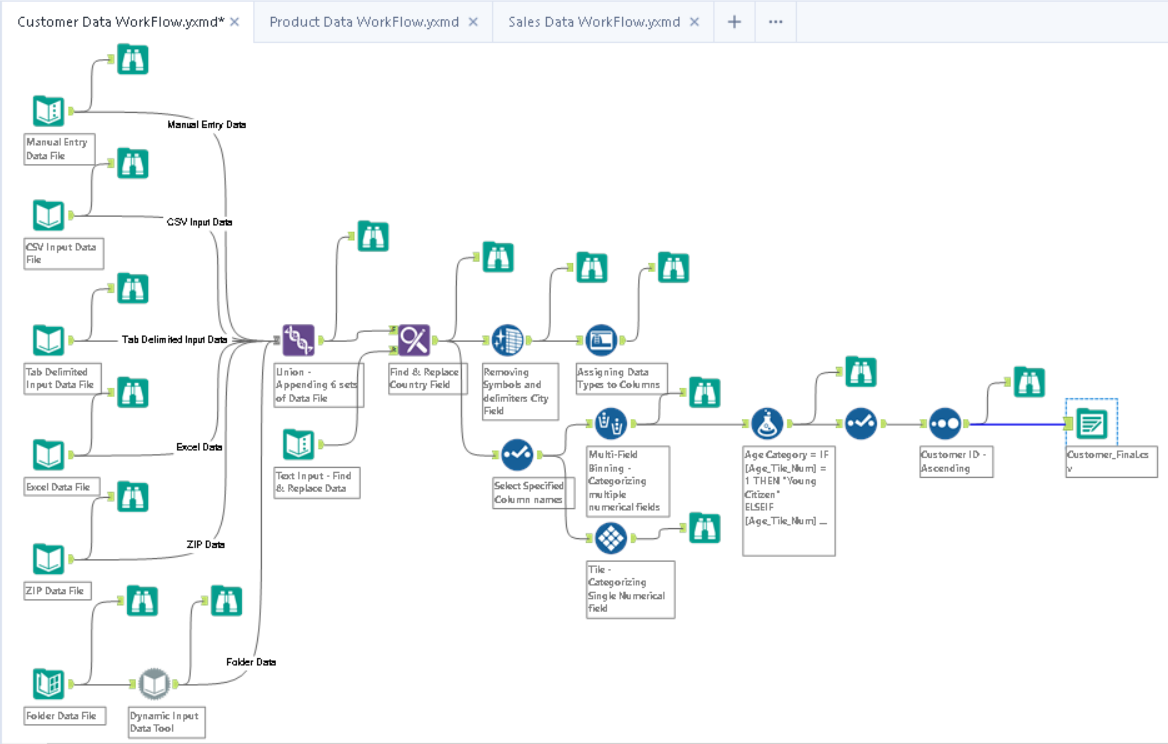 Customer Data WorkFlow.yxmd*
Product Data WorkFlow.yxmd
Sales Data WorkFlow.yxmd
Manual Entry Data
Manual Entry
Data File
CSV Input Data
CSV Input Data
File
Tab Delimited Input Data
Tab Delimited
Input Data File
Union -
Appending 6 sets
of Data File
Find & Replace
Country Field
Removing
Symbols and
delimiters City
Field
Assigning Data
Types to Columns
Excel Data
Excel Data File
Text Input - Find
& Replace Data
Select Specified
Column names
Multi-Field
Binning -
Categorizing
multiple
numerical fields
Age Category = IF
[Age_Tile_Num] =
1 THEN "Young
Citizen"
ELSEIF
[Age_Tile_Num] ...
Customer ID -
Ascending
Customer_Final.cs
v
ZIP Data
ZIP Data File
Tile -
Categorizing
Single Numerical
field
Folder Data
Folder Data File
Dynamic Input
Data Tool